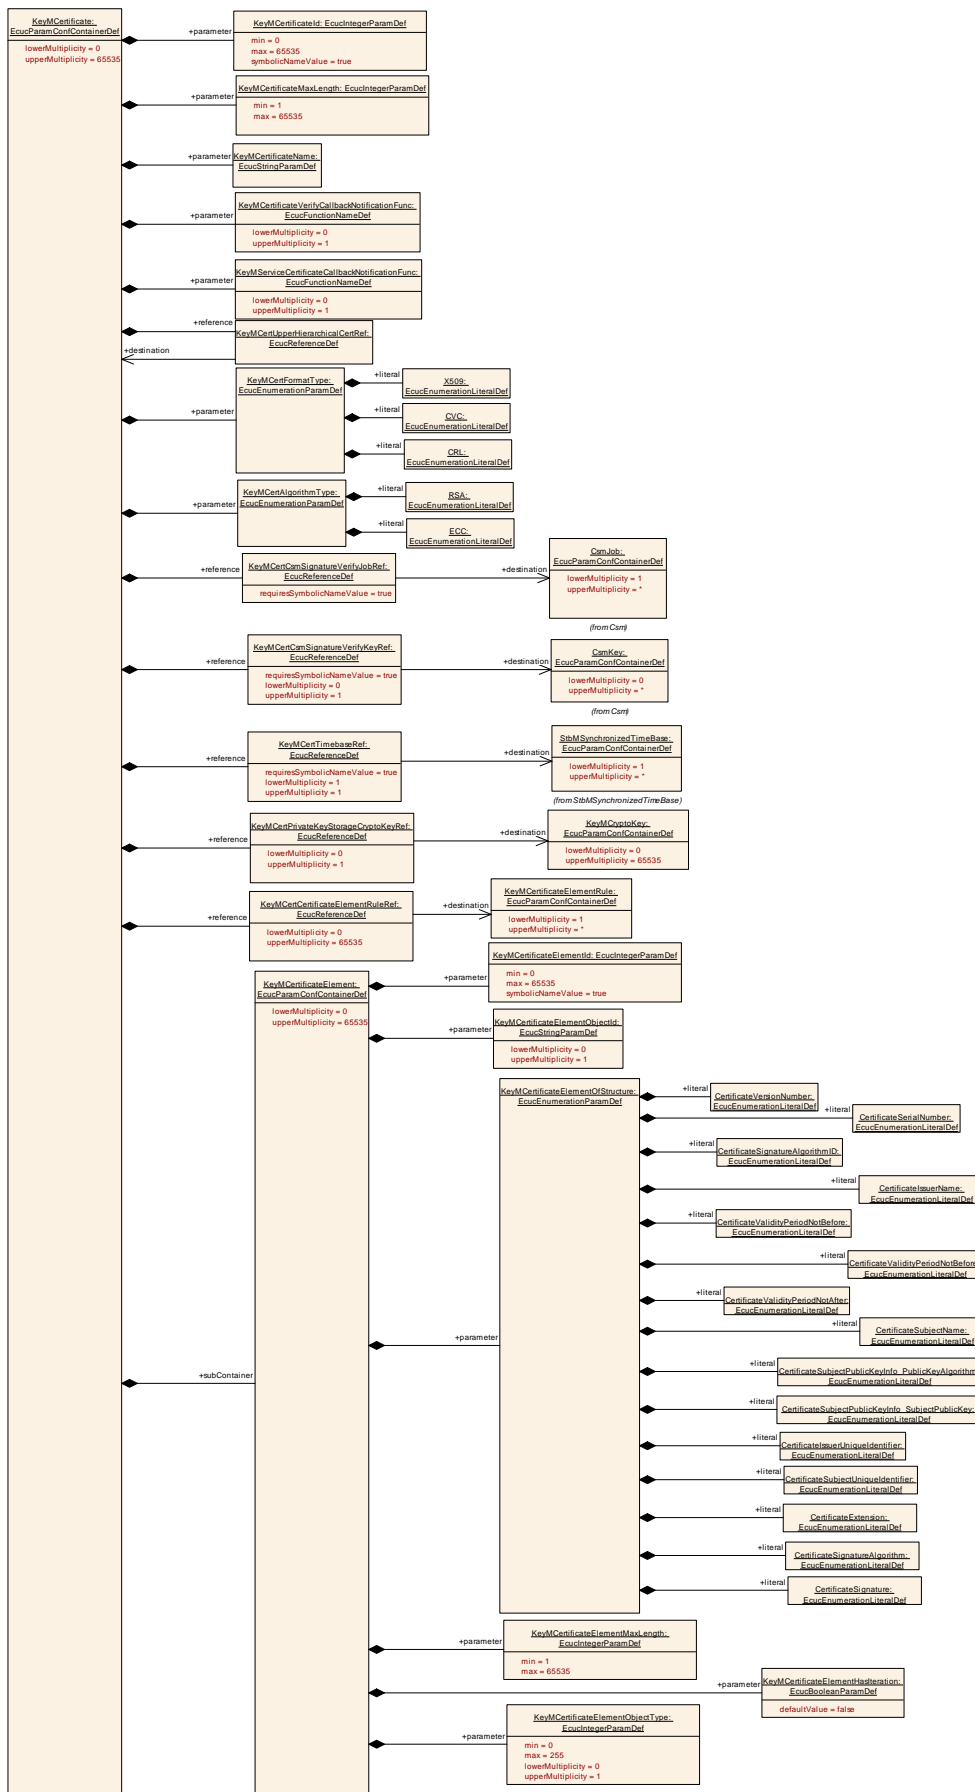 KeyMCertificate:
EcucParamConfContainerDef
lowerMultiplicity = 0
upperMultiplicity = 65535
+parameter
KeyMCertificateId: EcucIntegerParamDef
min = 0
max = 65535
symbolicNameValue = true
+parameter
KeyMCertificateMaxLength: EcucIntegerParamDef
min = 1
max = 65535
+parameter
KeyMCertificateName:
EcucStringParamDef
+parameter
KeyMCertificateVerifyCallbackNotificationFunc:
EcucFunctionNameDef
lowerMultiplicity = 0
upperMultiplicity = 1
+parameter
KeyMServiceCertificateCallbackNotificationFunc:
EcucFunctionNameDef
lowerMultiplicity = 0
upperMultiplicity = 1
+reference
KeyMCertUpperHierarchicalCertRef:
EcucReferenceDef
+destination
+parameter
KeyMCertFormatType:
EcucEnumerationParamDef
+literal
X509:
EcucEnumerationLiteralDef
+literal
CVC:
EcucEnumerationLiteralDef
+literal
CRL:
EcucEnumerationLiteralDef
+parameter
KeyMCertAlgorithmType:
EcucEnumerationParamDef
+literal
RSA:
EcucEnumerationLiteralDef
+literal
ECC:
EcucEnumerationLiteralDef
+reference
KeyMCertCsmSignatureVerifyJobRef:
EcucReferenceDef
requiresSymbolicNameValue = true
+destination
CsmJob:
EcucParamConfContainerDef
lowerMultiplicity = 1
upperMultiplicity = *
(from Csm)
+reference
KeyMCertCsmSignatureVerifyKeyRef:
EcucReferenceDef
requiresSymbolicNameValue = true
lowerMultiplicity = 0
upperMultiplicity = 1
+destination
CsmKey:
EcucParamConfContainerDef
lowerMultiplicity = 0
upperMultiplicity = *
(from Csm)
+reference
KeyMCertTimebaseRef:
EcucReferenceDef
requiresSymbolicNameValue = true
lowerMultiplicity = 1
upperMultiplicity = 1
+destination
StbMSynchronizedTimeBase:
EcucParamConfContainerDef
lowerMultiplicity = 1
upperMultiplicity = *
(from StbMSynchronizedTimeBase)
+reference
KeyMCertPrivateKeyStorageCryptoKeyRef:
EcucReferenceDef
lowerMultiplicity = 0
upperMultiplicity = 1
+destination
KeyMCryptoKey:
EcucParamConfContainerDef
lowerMultiplicity = 0
upperMultiplicity = 65535
+reference
KeyMCertCertificateElementRuleRef:
EcucReferenceDef
lowerMultiplicity = 0
upperMultiplicity = 65535
+destination
KeyMCertificateElementRule:
EcucParamConfContainerDef
lowerMultiplicity = 1
upperMultiplicity = *
+subContainer
KeyMCertificateElement:
EcucParamConfContainerDef
lowerMultiplicity = 0
upperMultiplicity = 65535
+parameter
KeyMCertificateElementId: EcucIntegerParamDef
min = 0
max = 65535
symbolicNameValue = true
+parameter
KeyMCertificateElementObjectId:
EcucStringParamDef
lowerMultiplicity = 0
upperMultiplicity = 1
+parameter
KeyMCertificateElementOfStructure:
EcucEnumerationParamDef
+literal
CertificateVersionNumber:
EcucEnumerationLiteralDef
+literal
CertificateSerialNumber:
EcucEnumerationLiteralDef
+literal
CertificateSignatureAlgorithmID:
EcucEnumerationLiteralDef
+literal
CertificateIssuerName:
EcucEnumerationLiteralDef
+literal
CertificateValidityPeriodNotBefore:
EcucEnumerationLiteralDef
+literal
CertificateValidityPeriodNotBefore
EcucEnumerationLiteralDef
+literal
CertificateValidityPeriodNotAfter:
EcucEnumerationLiteralDef
+literal
CertificateSubjectName:
EcucEnumerationLiteralDef
+literal
CertificateSubjectPublicKeyInfo_PublicKeyAlgorithm
EcucEnumerationLiteralDef
+literal
CertificateSubjectPublicKeyInfo_SubjectPublicKey:
EcucEnumerationLiteralDef
+literal
CertificateIssuerUniqueIdentifier:
EcucEnumerationLiteralDef
+literal
CertificateSubjectUniqueIdentifier:
EcucEnumerationLiteralDef
+literal
CertificateExtension:
EcucEnumerationLiteralDef
+literal
CertificateSignatureAlgorithm:
EcucEnumerationLiteralDef
+literal
CertificateSignature:
EcucEnumerationLiteralDef
+parameter
KeyMCertificateElementMaxLength:
EcucIntegerParamDef
min = 1
max = 65535
+parameter
KeyMCertificateElementHasIteration:
EcucBooleanParamDef
defaultValue = false
+parameter
KeyMCertificateElementObjectType:
EcucIntegerParamDef
min = 0
max = 255
lowerMultiplicity = 0
upperMultiplicity = 1